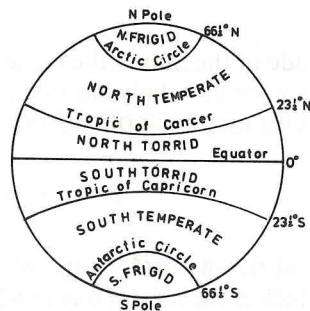 N Pole
N. FRIGID 66½°N
Arctic Circle
NORTH TEMPERATE
23½°N
Tropic of Cancer
NORTH TORRID
Equator 0°
SOUTH TORRID
Tropic of Capricorn
23½°S
SOUTH TEMPERATE
Antarctic Circle
S. FRIGID
66½°S
S Pole